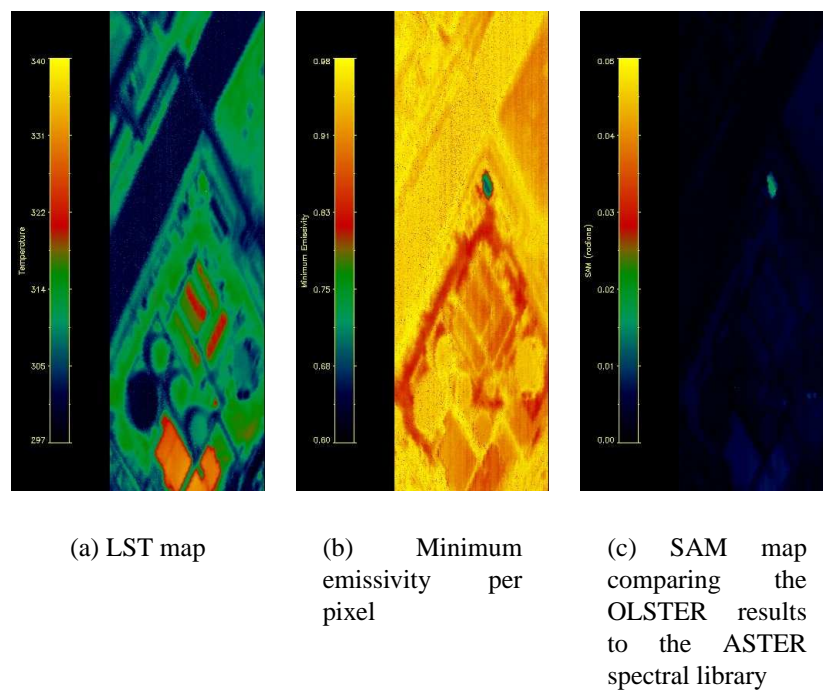 340
331
322
314
305
297
Temperature
0.98
0.91
0.83
0.75
0.68
0.60
Minimum Emissivity
0.05
0.04
0.03
0.02
0.01
0.00
SAM (radians)
(a) LST map
(b) Minimum
emissivity per
pixel
(c) SAM map
comparing the
OLSTER results
to the ASTER
spectral library